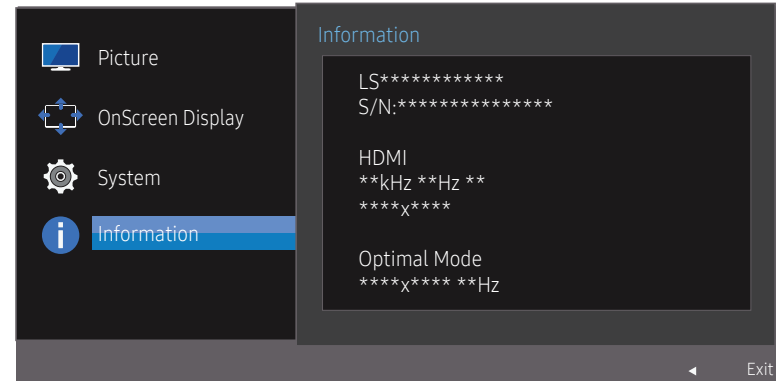 Picture
OnScreen Display
System
Information
Information
LS************
S/N:***************
HDMI
**kHz **Hz **
****x****
Optimal Mode
****x**** **Hz
◄ Exit